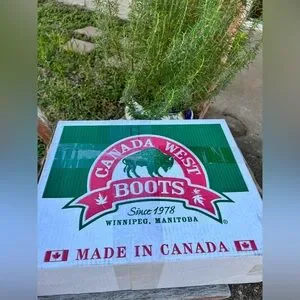 CANADA WEST
BOOTS
Since 1978
WINNIPEG, MANITOBA ®
MADE IN CANADA